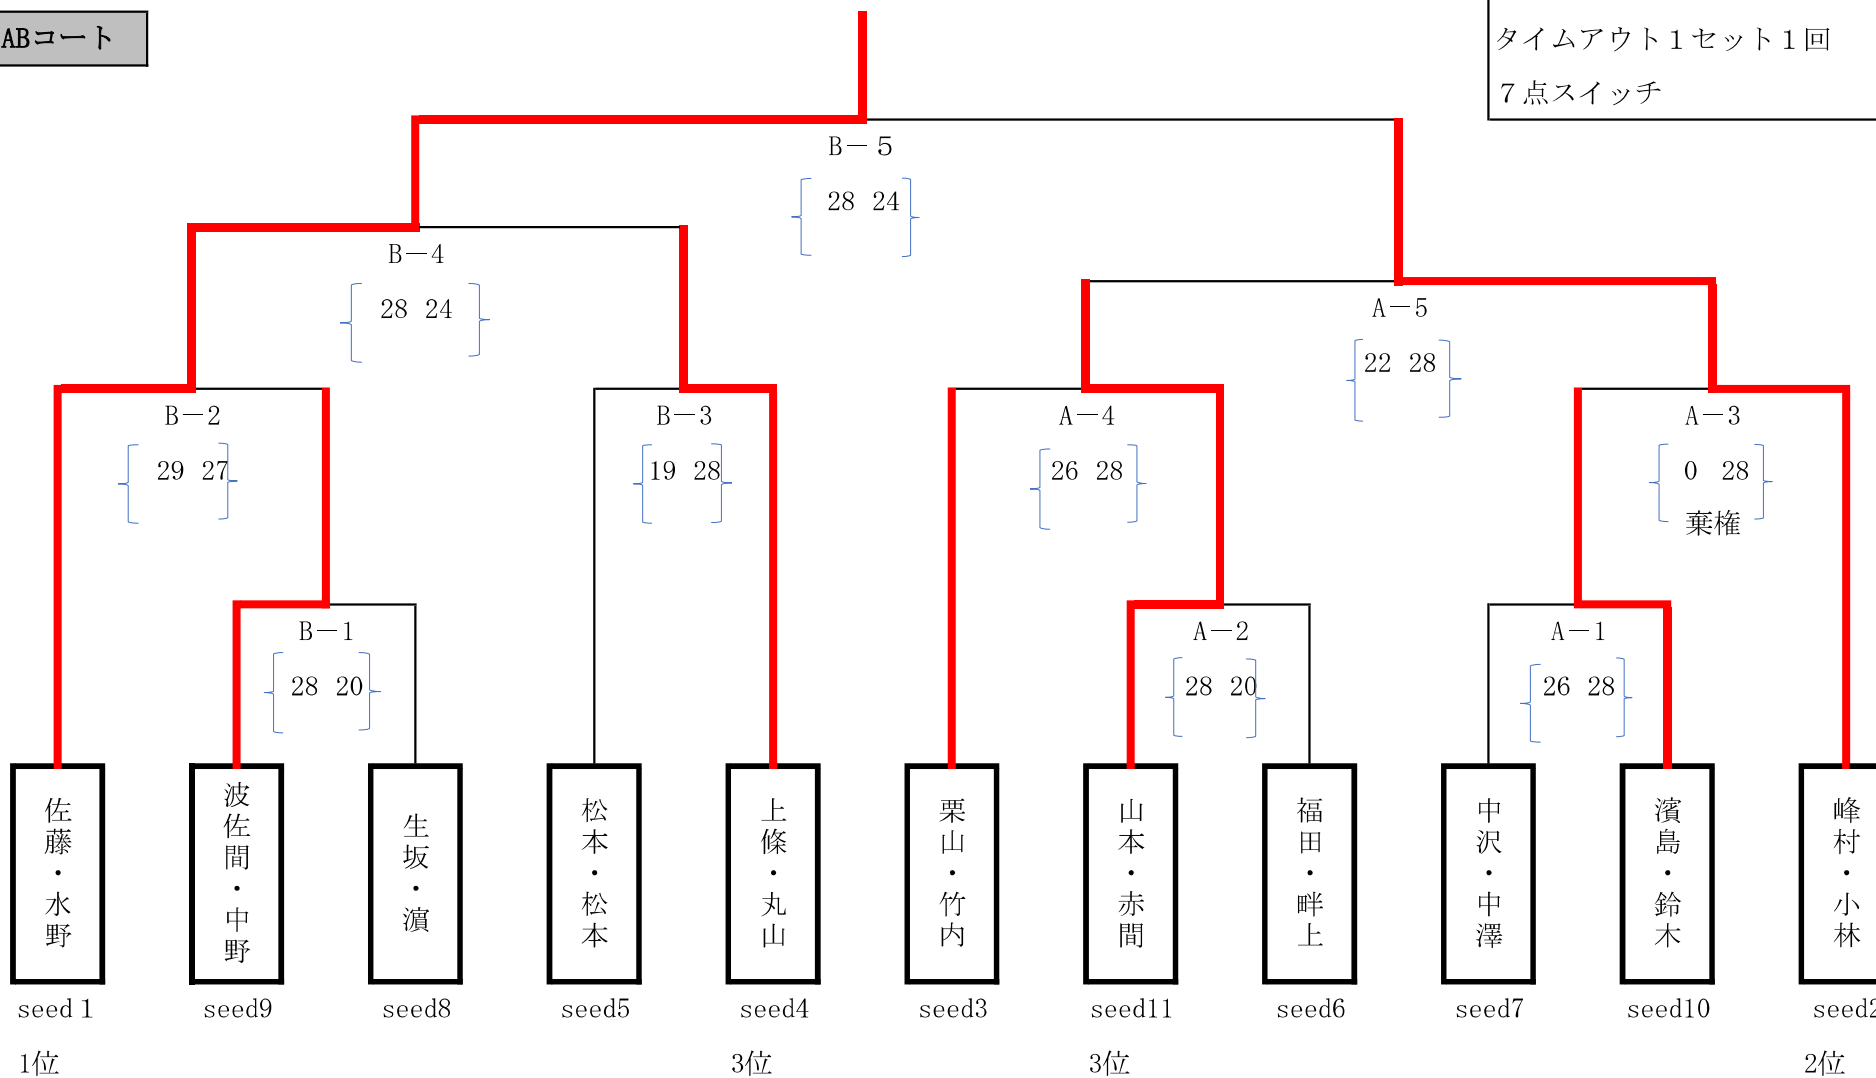 ABコート
タイムアウト１セット１回
７点スイッチ
B－５
28 24
B－4
28 24
A－5
22 28
B－2
29 27
B－3
19 28
A－4
26 28
A－3
0 28
棄権
B－1
28 20
A－2
28 20
A－1
26 28
佐藤・水野
波佐間・中野
生坂・濵
松本・松本
上條・丸山
栗山・竹内
山本・赤間
福田・畔上
中沢・中澤
濱島・鈴木
峰村・小林
seed１
seed9
seed8
seed5
seed4
seed3
seed11
seed6
seed7
seed10
seed2
1位
3位
3位
2位